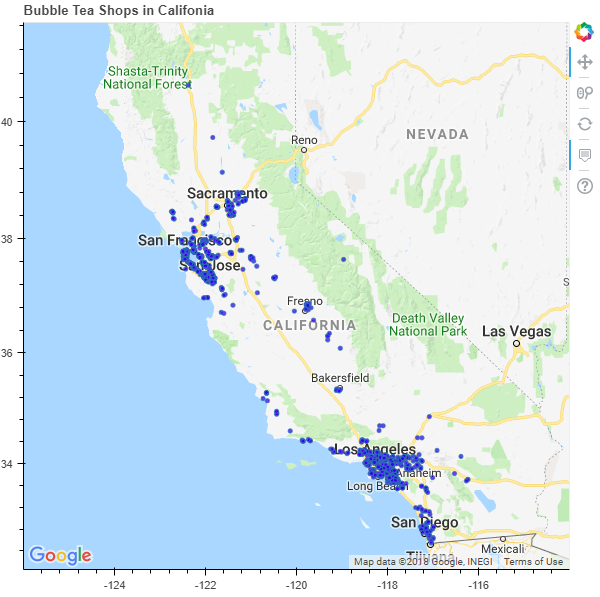 Bubble Tea Shops in Califonia
Shasta-Trinity
National Forest
40
Reno
NEVADA
Sacramento
38
San Francisco
San Jose
S
Fresno
CALIFORNIA
Death Valley
National Park
Las Vegas
36
Bakersfield
Los Angeles
34
Anaheim
Long Beach
San Diego
Mexicali
Tijuana
Google
Map data ©2019 Google, INEGI
Terms of Use
-124
-122
-120
-118
-116